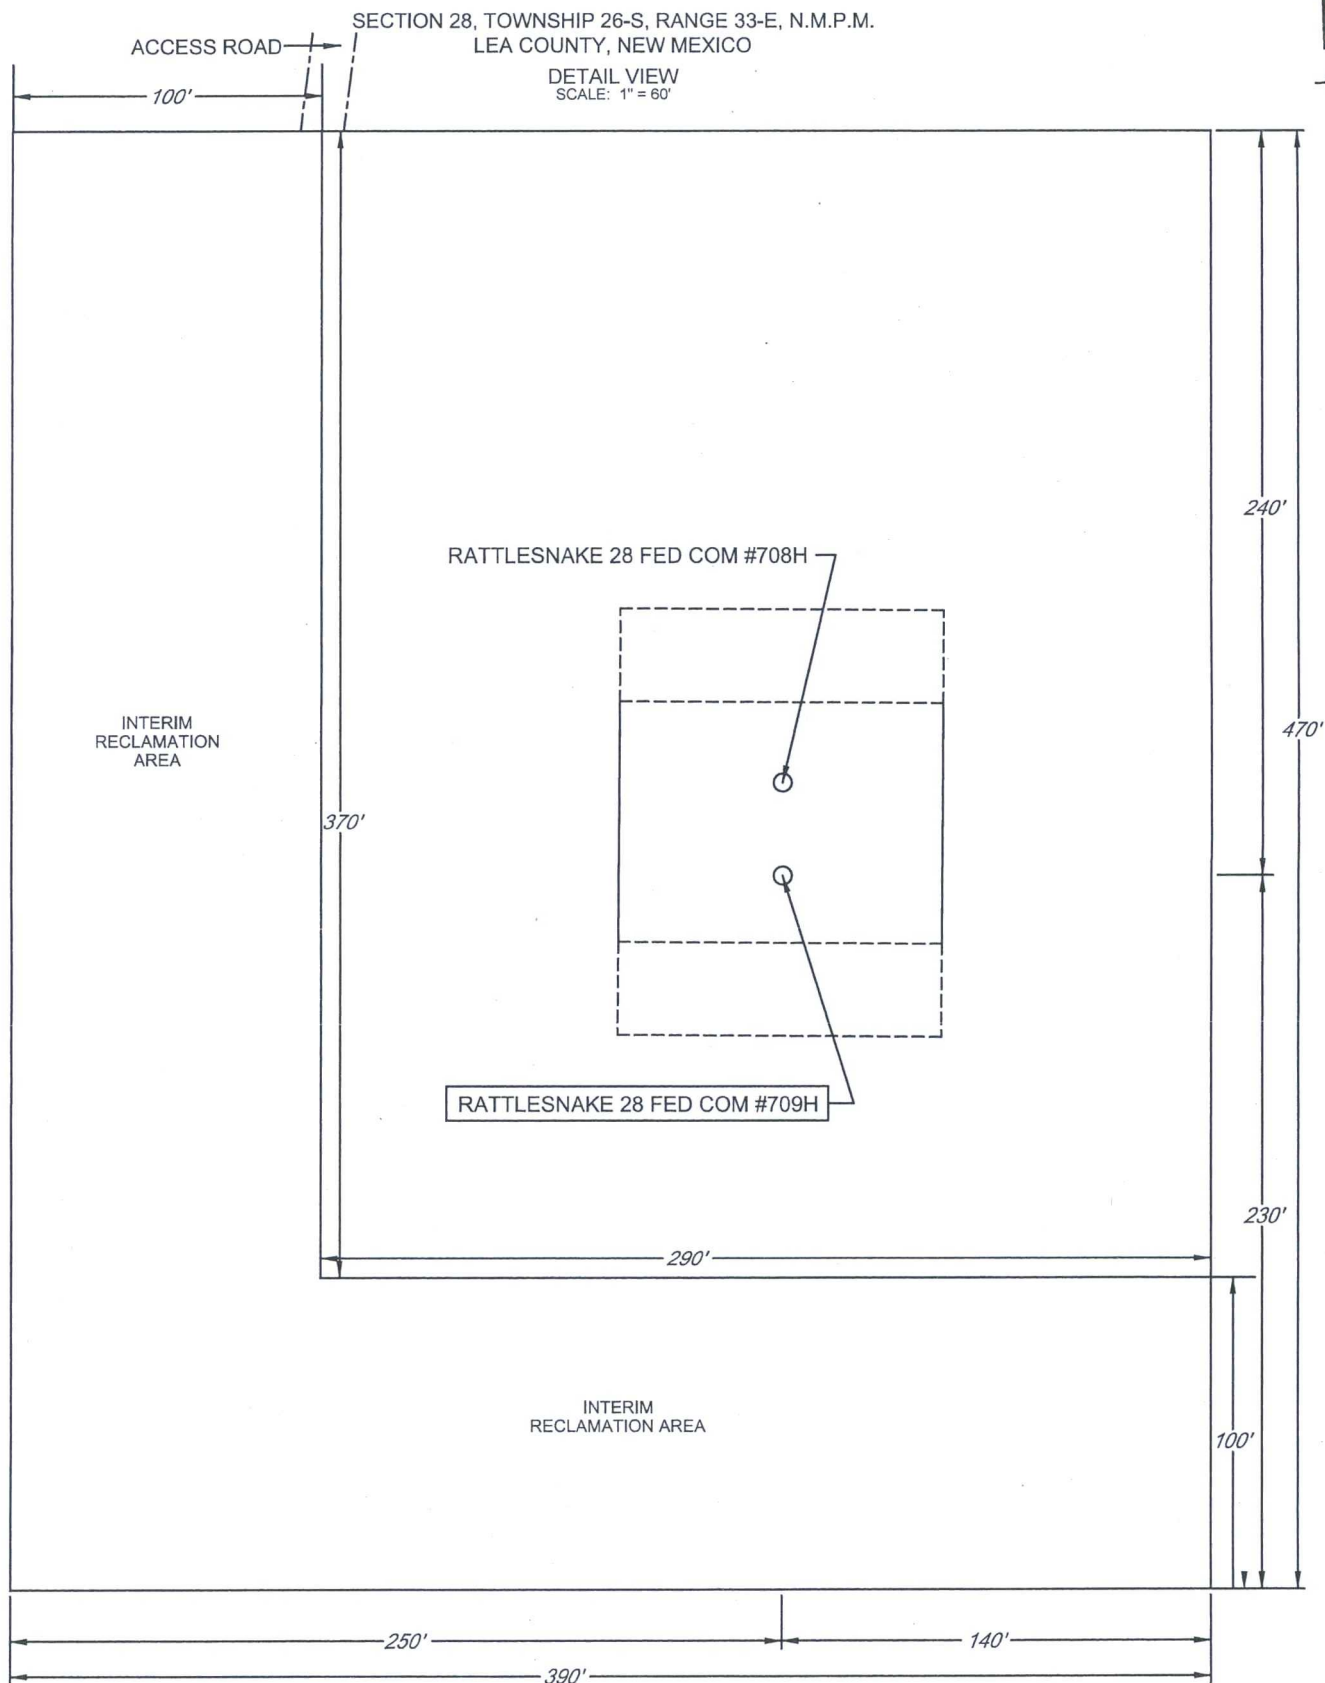 SECTION 28, TOWNSHIP 26-S, RANGE 33-E, N.M.P.M.
ACCESS ROAD
LEA COUNTY, NEW MEXICO
DETAIL VIEW
SCALE: 1" = 60'
100'
240'
RATTLESNAKE 28 FED COM #708H
INTERIM
RECLAMATION
AREA
470'
370'
RATTLESNAKE 28 FED COM #709H
230'
290'
INTERIM
RECLAMATION AREA
100'
250'
140'
390'